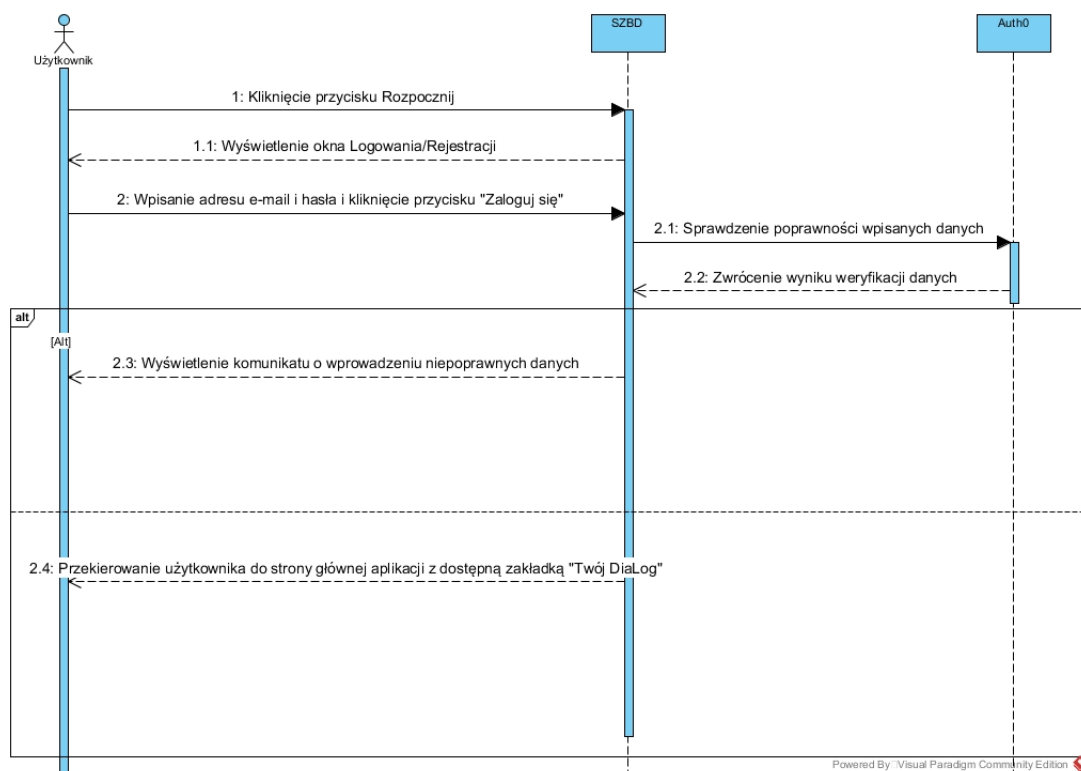 SZBD
Auth0
Użytkownik
1: Kliknięcie przycisku Rozpocznij
1.1: Wyświetlenie okna Logowania/Rejestracji
2: Wpisanie adresu e-mail i hasła i kliknięcie przycisku "Zaloguj się"
2.1: Sprawdzenie poprawności wpisanych danych
2.2: Zwrócenie wyniku weryfikacji danych
alt
[Alt]
2.3: Wyświetlenie komunikatu o wprowadzeniu niepoprawnych danych
2.4: Przekierowanie użytkownika do strony głównej aplikacji z dostępną zakładką "Twój DiaLog"
Powered By Visual Paradigm Community Edition